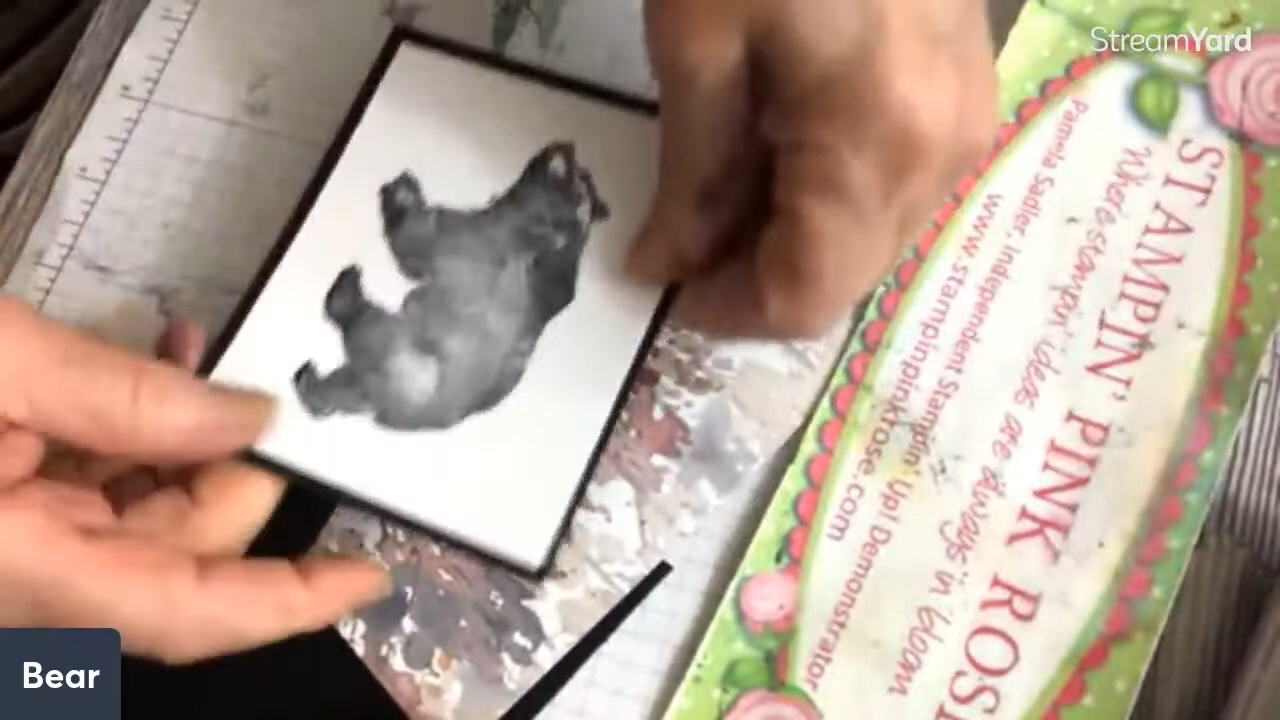 StreamYard
STAMPIN' PINK ROSE
Where stampin' ideas are always in bloom
Pamela Sadler, Independent Stampin' Up! Demonstrator
www.stampinpinkrose.com
Bear